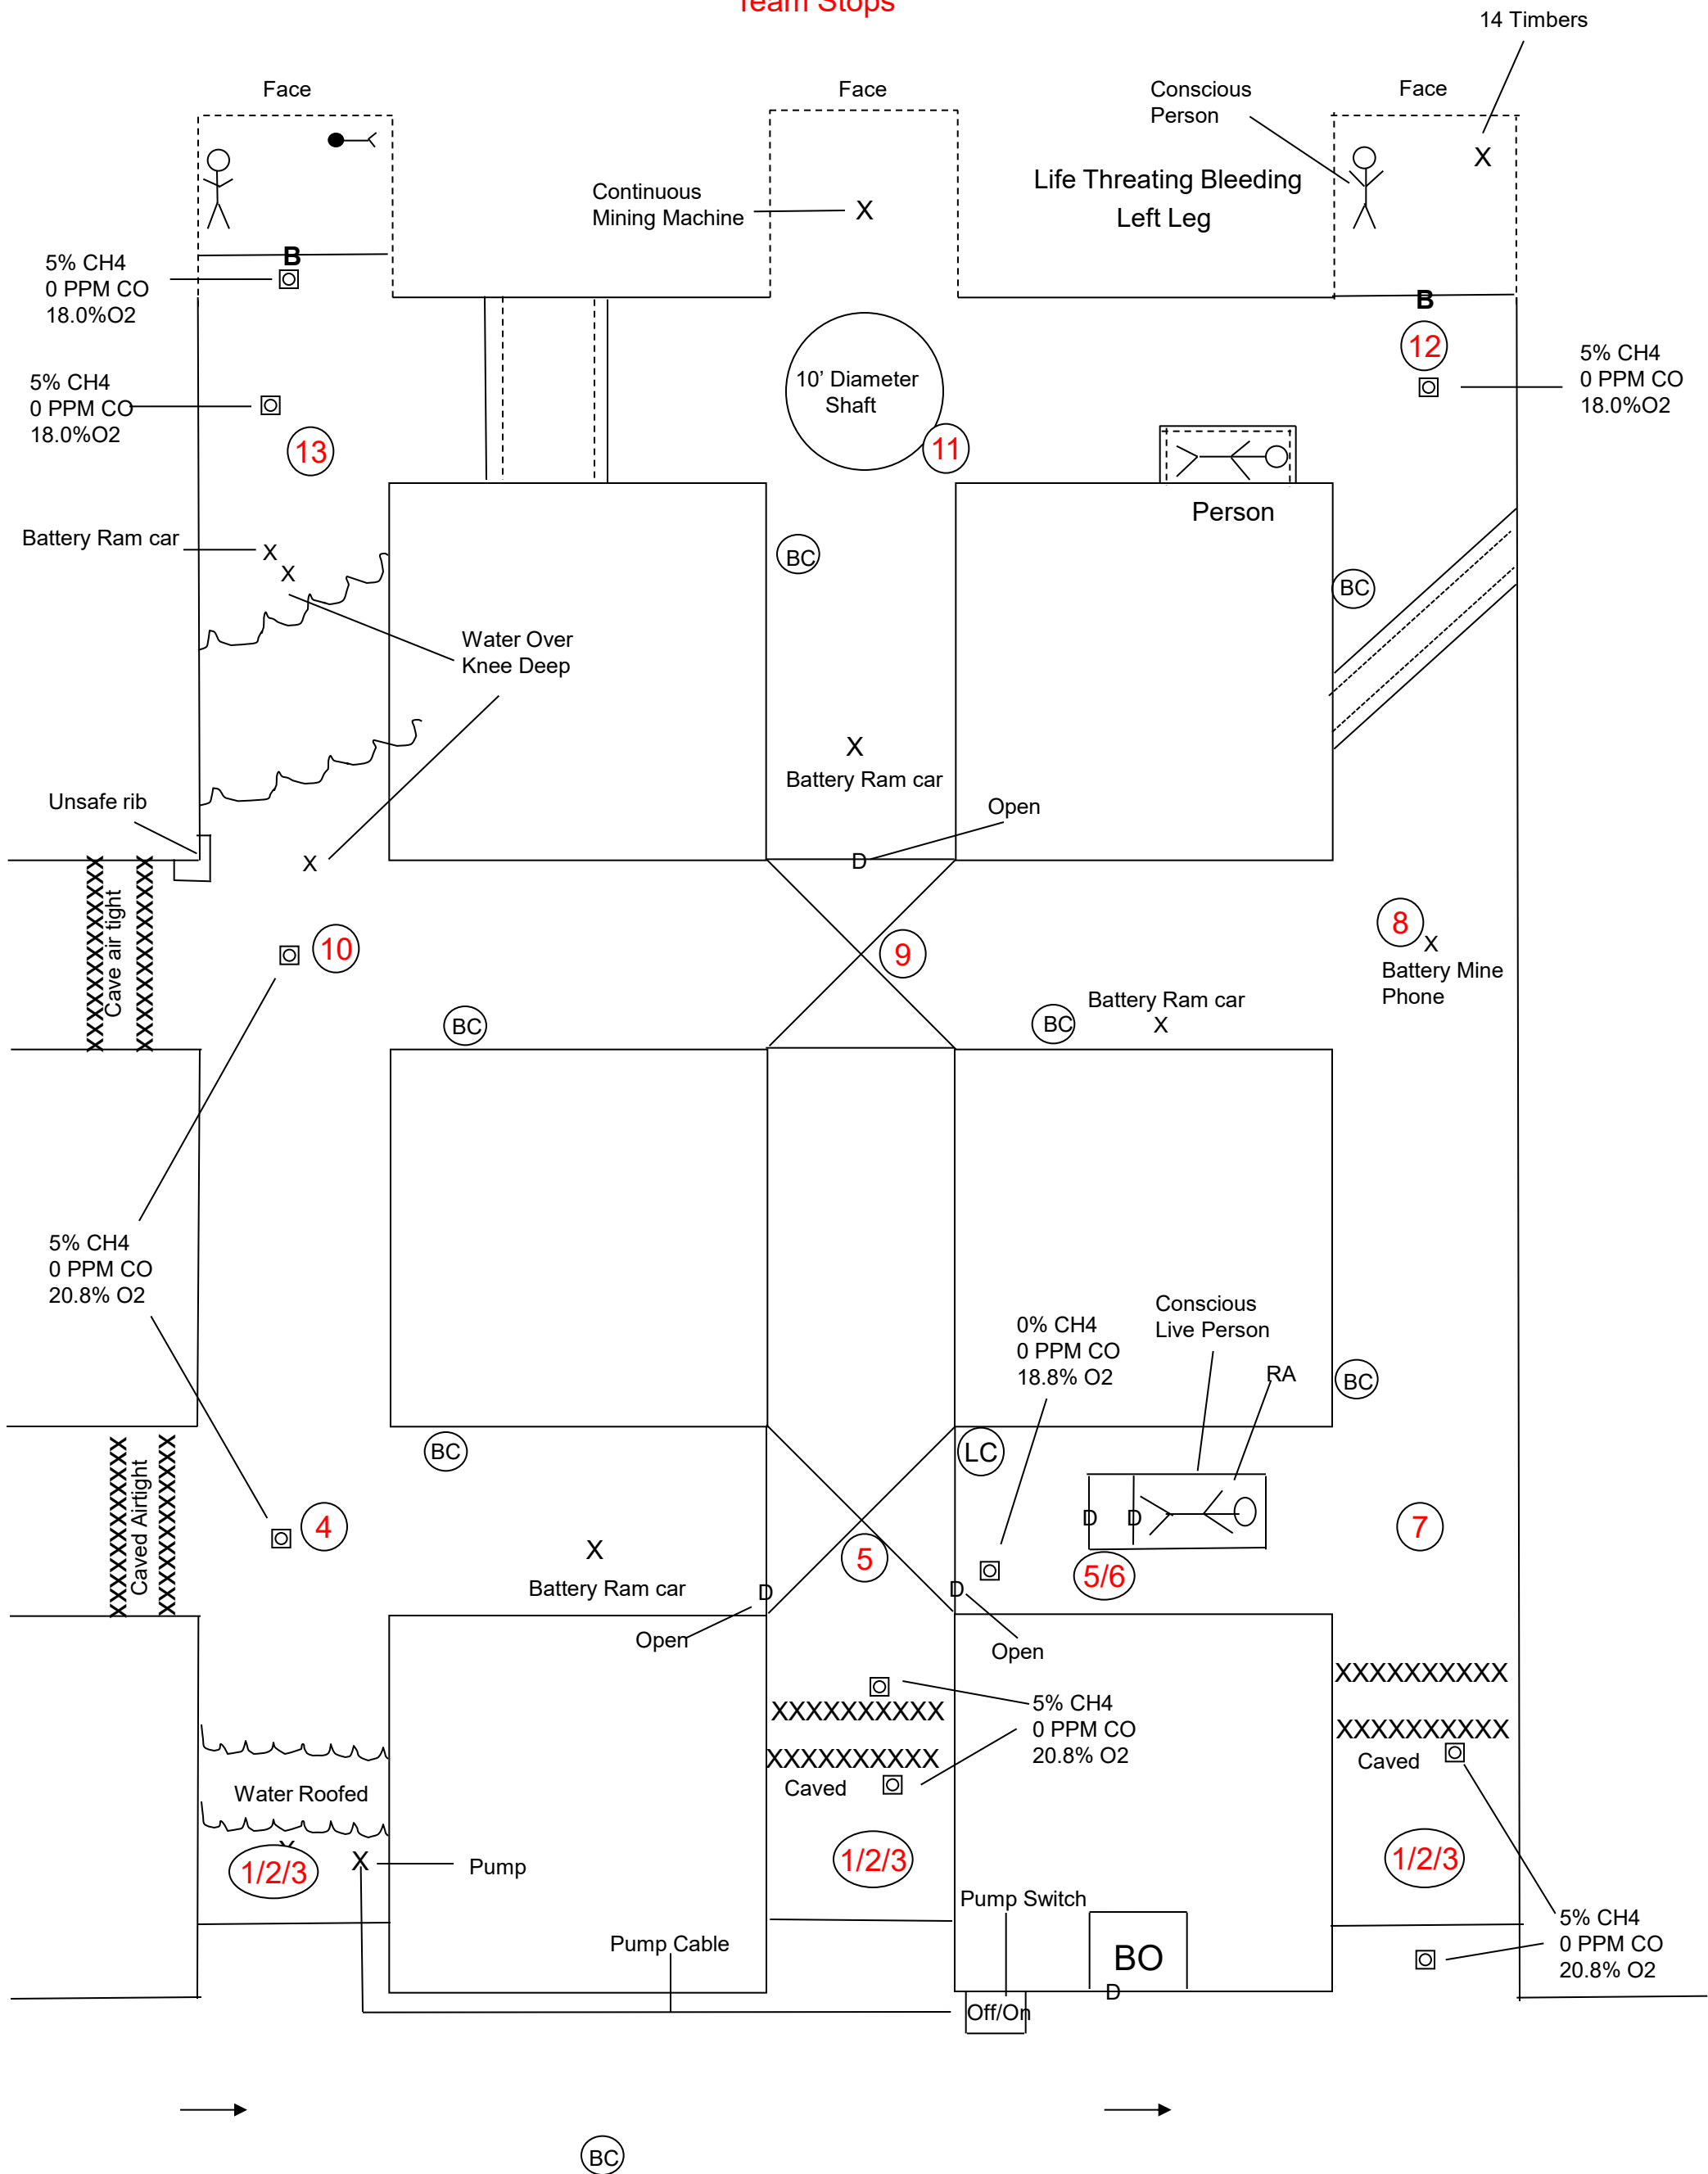 Team Stops
14 Timbers
Face
Face
Conscious
Person
Face
X
Continuous
Mining Machine
X
Life Threating Bleeding
Left Leg
B
5% CH4
0 PPM CO
18.0%O2
B
12
10’ Diameter
Shaft
5% CH4
0 PPM CO
18.0%O2
5% CH4
0 PPM CO
18.0%O2
13
11
Person
Battery Ram car
X
X
BC
BC
Water Over
Knee Deep
X
Battery Ram car
Unsafe rib
Open
X
D
Cave air tight
XXXXXXXXXXXXX
XXXXXXXXXXXXX
10
9
8
X
Battery Mine
Phone
BC
BC
Battery Ram car
X
5% CH4
0 PPM CO
20.8% O2
0% CH4
0 PPM CO
18.8% O2
Conscious
Live Person
RA
BC
BC
LC
Caved Airtight
XXXXXXXXXXXXX
XXXXXXXXXXXXX
4
X
Battery Ram car
D
5
D
D
D
5/6
7
Open
Open
XXXXXXXXXX
XXXXXXXXXX
XXXXXXXXXX
XXXXXXXXXX
5% CH4
0 PPM CO
20.8% O2
Caved
Caved
Water Roofed
1/2/3
X
Pump
1/2/3
1/2/3
Pump Switch
Pump Cable
BO
D
Off/On
5% CH4
0 PPM CO
20.8% O2
BC